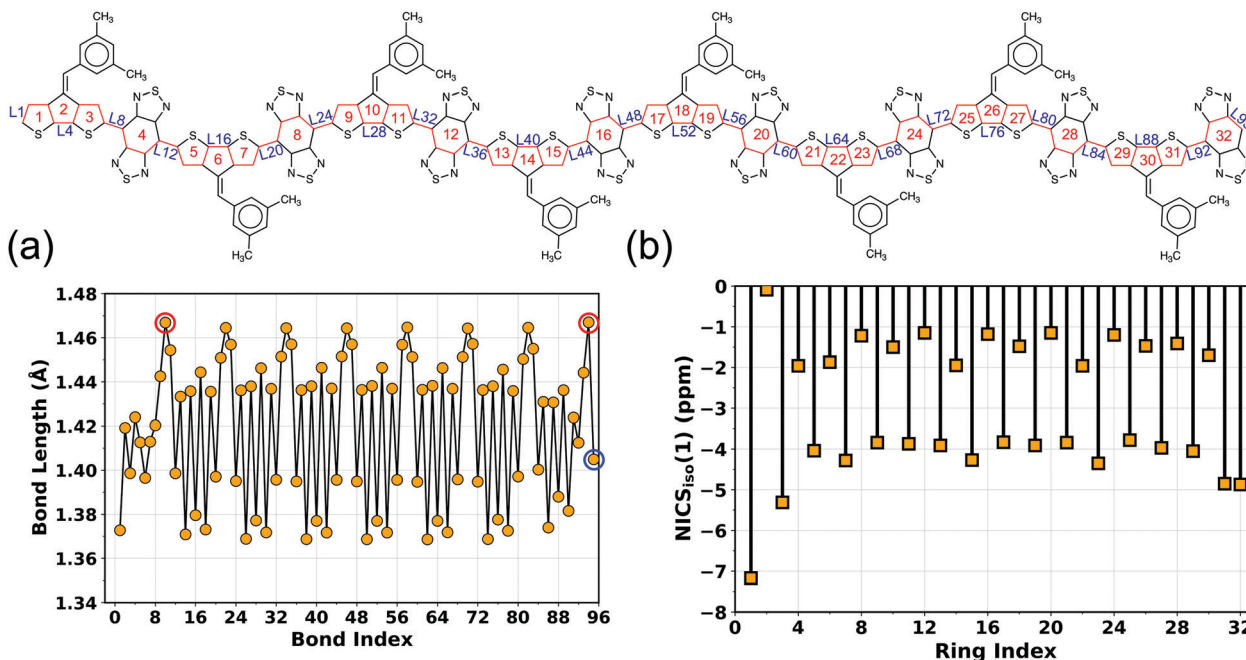 CH₃ CH₃ CH₃ CH₃
CH₃ CH₃ CH₃ CH₃
S S S S S S S S
N N N N N N N N N N N N N N N N
L1 1 2 3 L8 4 L12 5 6 7 L16 L20 8 L24 9 10 11 L28 L32 12 L36 13 14 15 L40 L44 16 L48 17 18 19 L52 L56 20 L60 21 22 23 L64 L68 24 L72 25 26 27 L76 L80 28 L84 29 30 31 L88 L92 32
S L4 S S S S S S S S S S S S S S S
N N N N N N N N N N N N N N N N
S S S S S S S S
CH₃ CH₃ CH₃ CH₃
H₃C H₃C CH₃ CH₃
(a) (b)
1.48
1.46
1.44
1.42
1.40
1.38
1.36
1.34
Bond Length (Å)
0 8 16 24 32 40 48 56 64 72 80 88 96
Bond Index
0
−1
−2
−3
−4
−5
−6
−7
−8
NICSiso(1) (ppm)
0 4 8 12 16 20 24 28 32
Ring Index